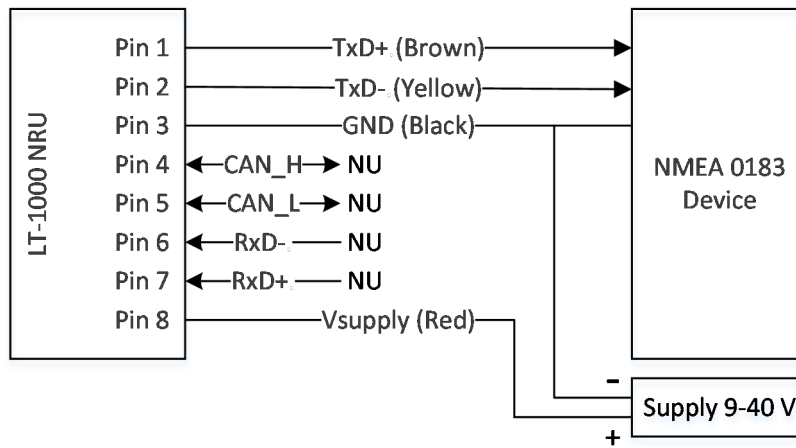 LT-1000 NRU
Pin 1 TxD+ (Brown)
Pin 2 TxD- (Yellow)
Pin 3 GND (Black)
Pin 4 CAN_H NU
Pin 5 CAN_L NU
Pin 6 RxD- NU
Pin 7 RxD+ NU
Pin 8 Vsupply (Red)
NMEA 0183
Device
-
Supply 9-40 V
+